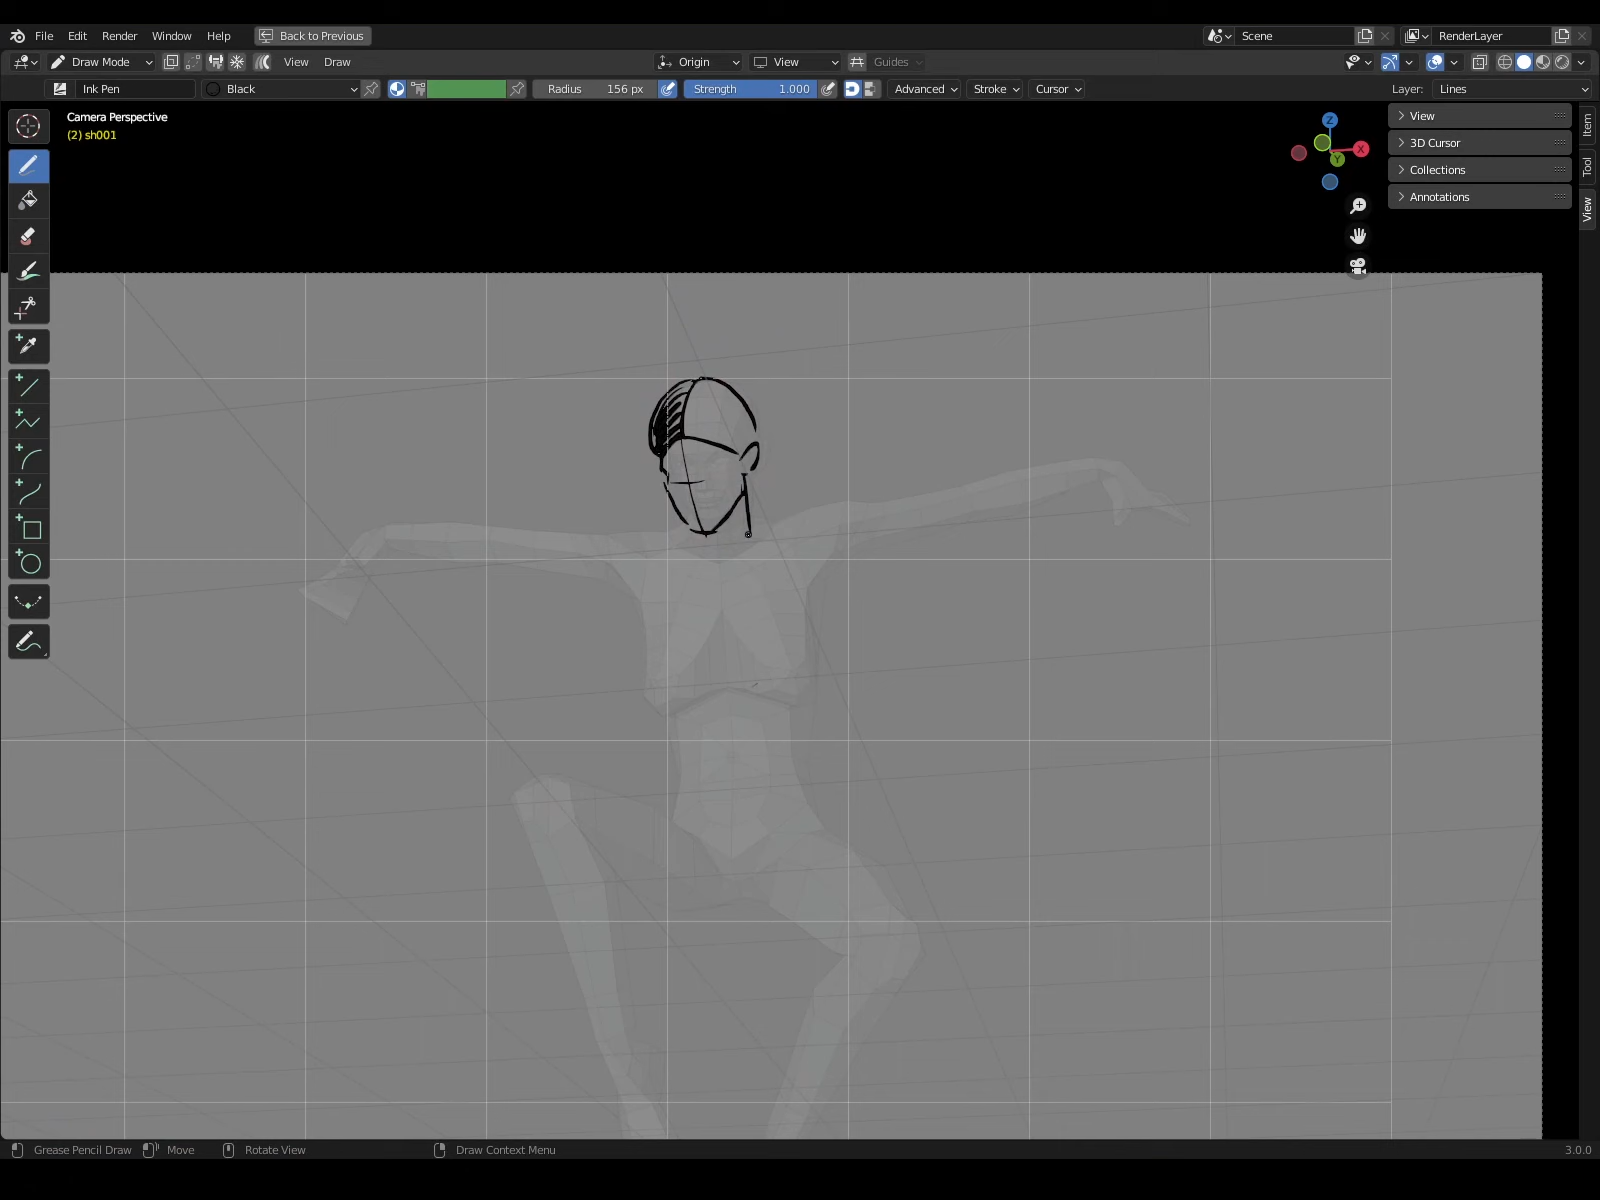 File Edit Render Window Help Back to Previous Scene RenderLayer
Draw Mode View Draw Origin View Guides
Ink Pen Black Radius 156 px Strength 1.000 Advanced Stroke Cursor Layer: Lines
Camera Perspective
(2) sh001
Z
X
Y
View
3D Cursor
Collections
Annotations
Item
Tool
View
Grease Pencil Draw Move Rotate View Draw Context Menu 3.0.0